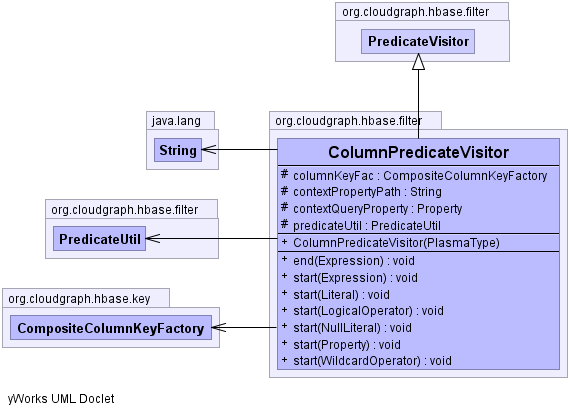 org.cloudgraph.hbase.filter
PredicateVisitor
java.lang
String
org.cloudgraph.hbase.filter
PredicateUtil
org.cloudgraph.hbase.key
CompositeColumnKeyFactory
org.cloudgraph.hbase.filter
ColumnPredicateVisitor
# columnKeyFac : CompositeColumnKeyFactory
# contextPropertyPath : String
# contextQueryProperty : Property
# predicateUtil : PredicateUtil
+ ColumnPredicateVisitor(PlasmaType)
+ end(Expression) : void
+ start(Expression) : void
+ start(Literal) : void
+ start(LogicalOperator) : void
+ start(NullLiteral) : void
+ start(Property) : void
+ start(WildcardOperator) : void
yWorks UML Doclet